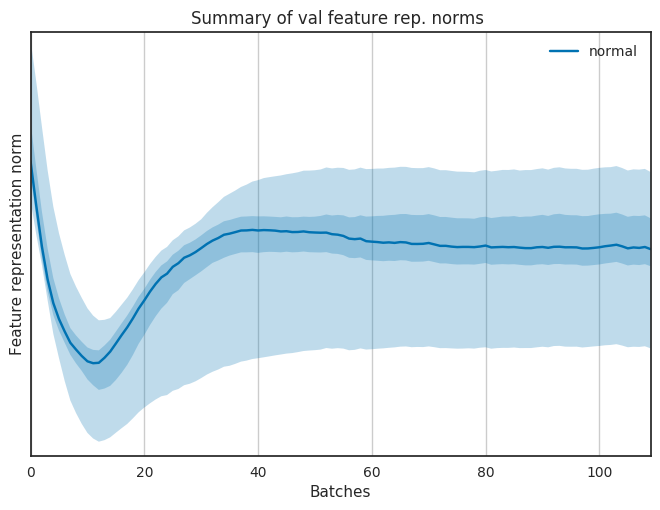 Summary of val feature rep. norms
normal
Feature representation norm
0 20 40 60 80 100
Batches